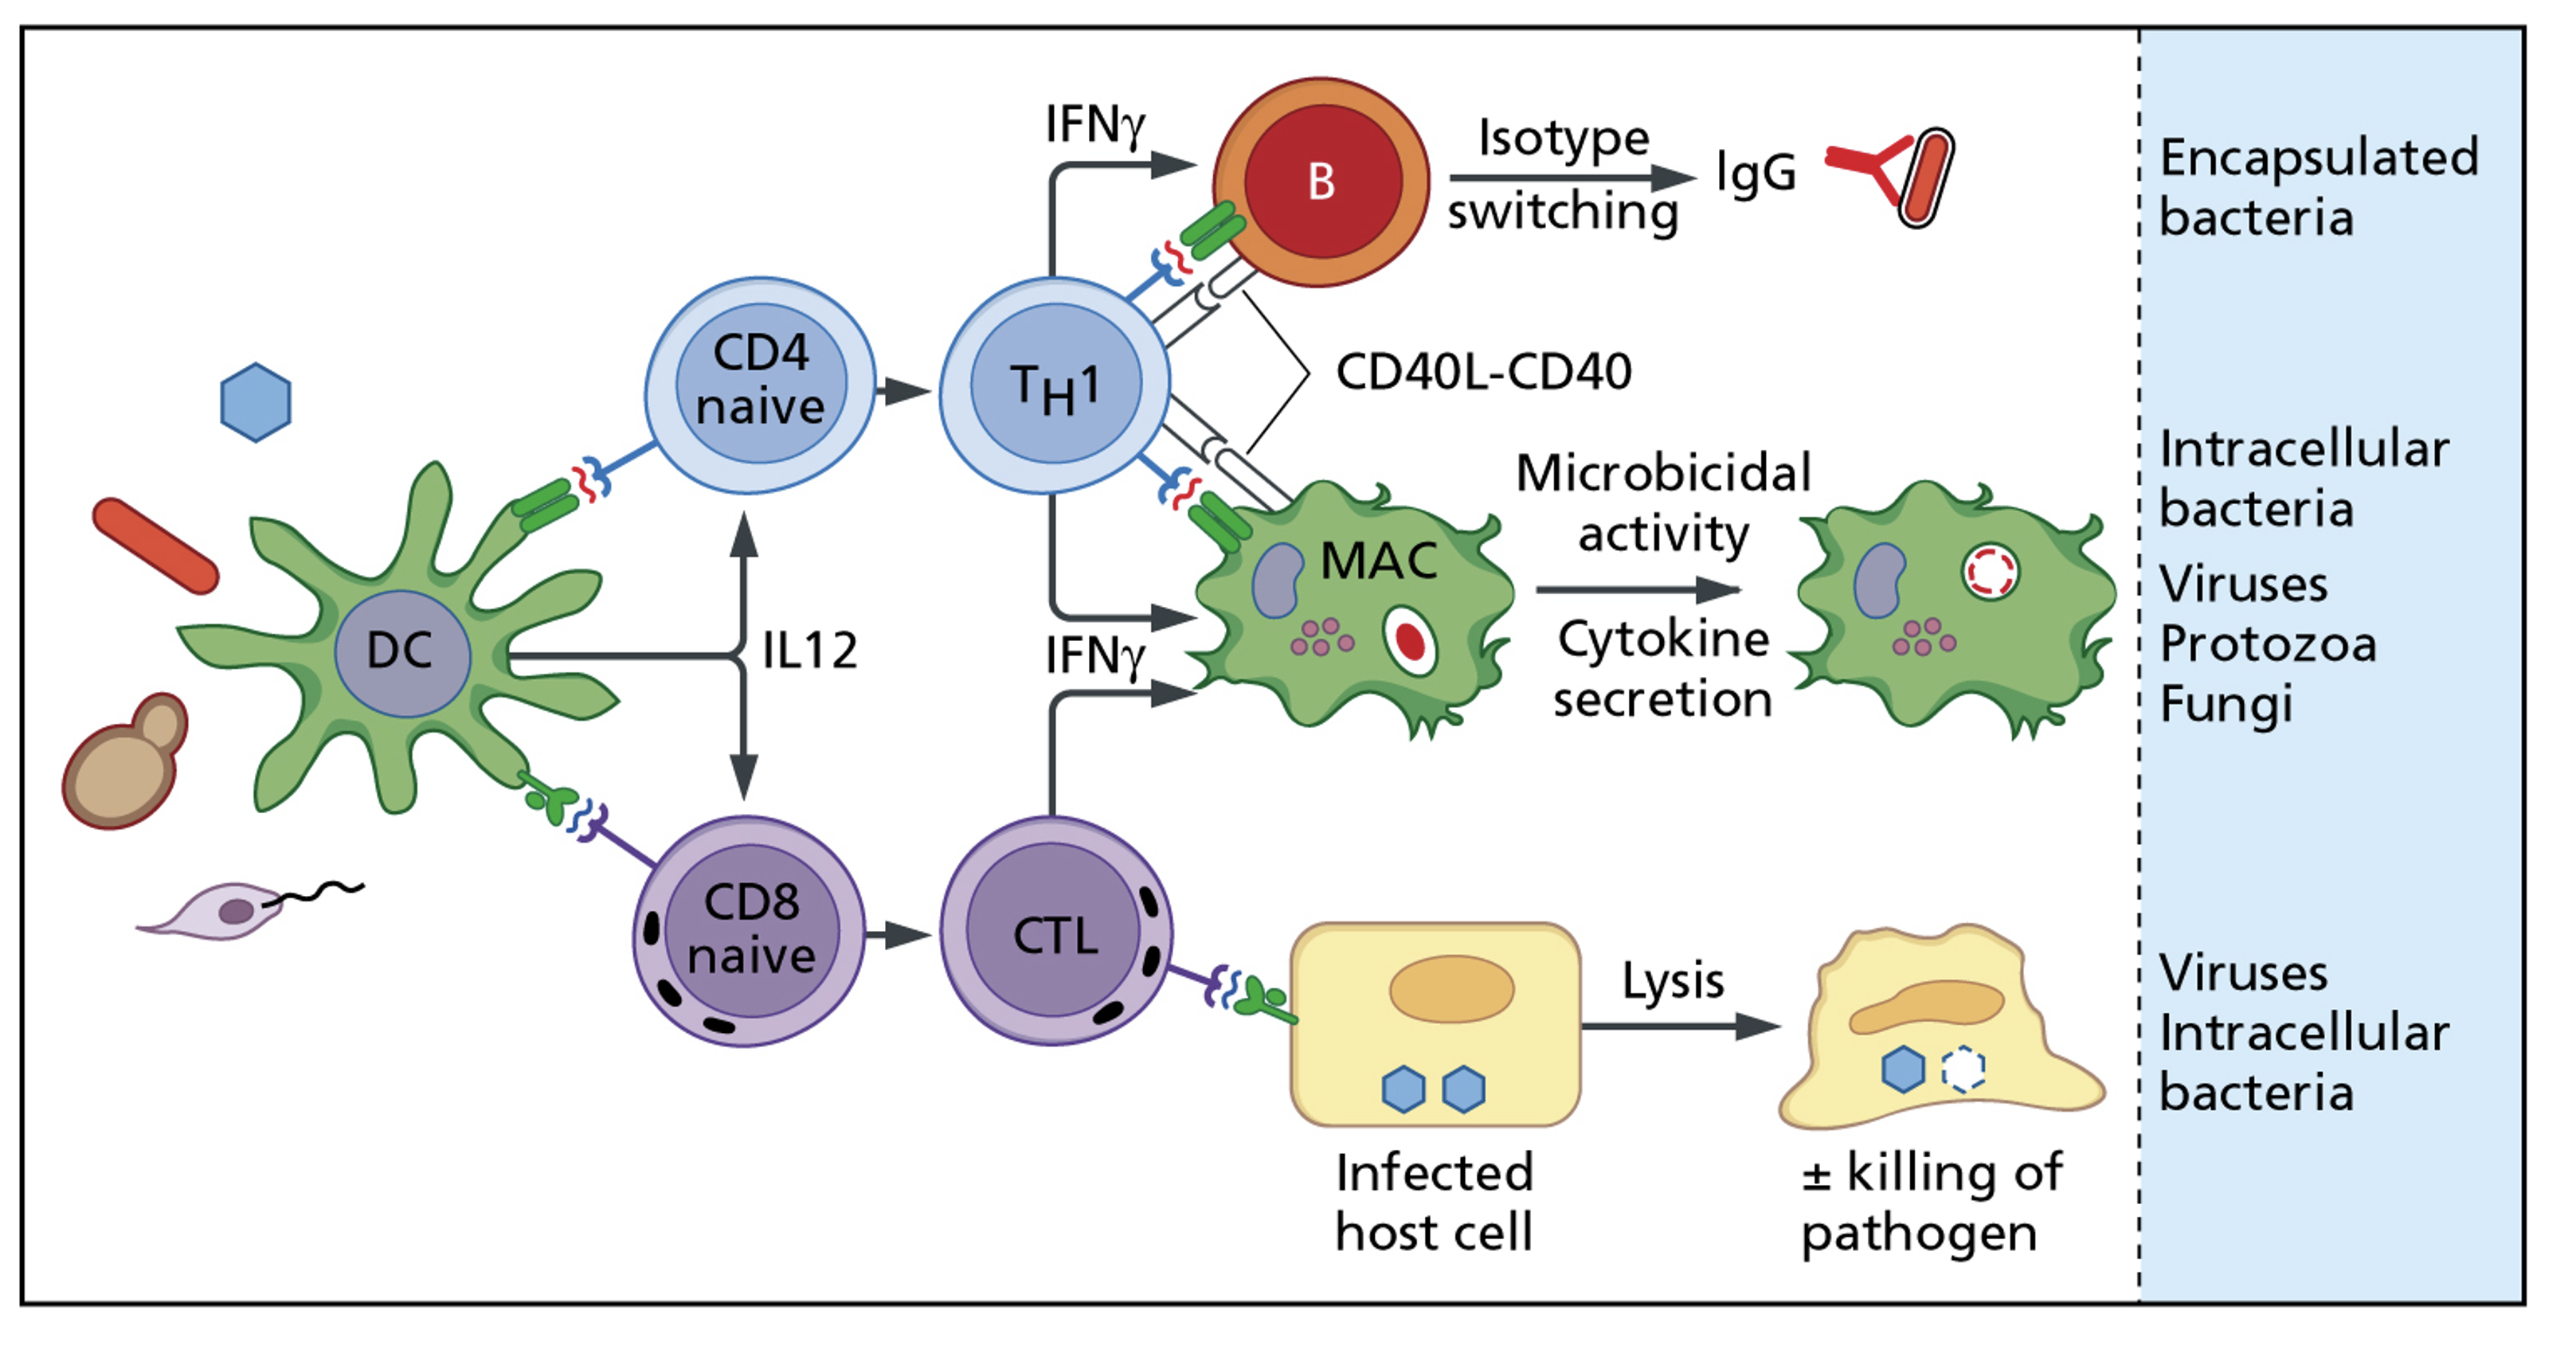 IFNγ
B
Isotype
switching
IgG
Encapsulated
bacteria
CD4
naive
TH1
CD40L-CD40
Intracellular
bacteria
Viruses
Protozoa
Fungi
Microbicidal
activity
MAC
Cytokine
secretion
DC
IL12
IFNγ
CD8
naive
CTL
Lysis
Viruses
Intracellular
bacteria
Infected
host cell
± killing of
pathogen